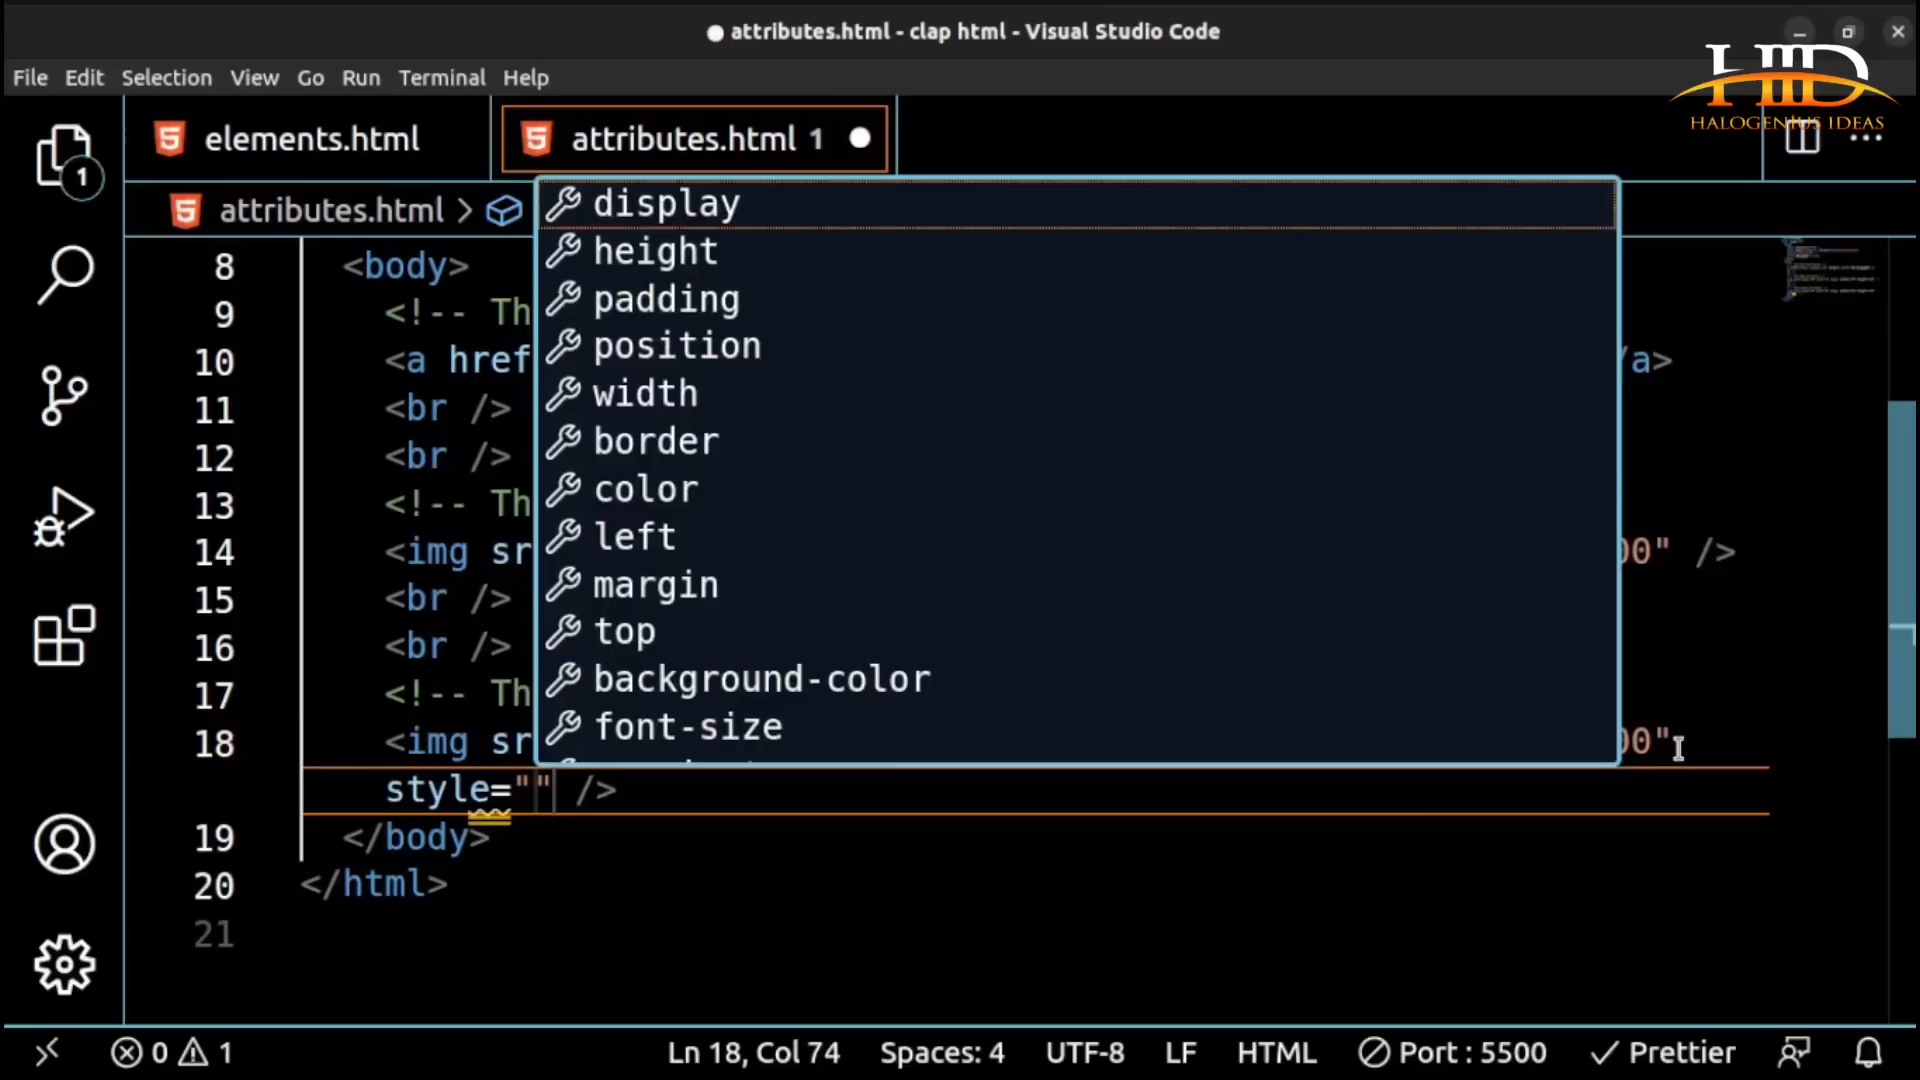 attributes.html - clap html - Visual Studio Code
File Edit Selection View Go Run Terminal Help
HID
HALOGENIUS IDEAS
elements.html
attributes.html 1
1
attributes.html >
display
height
padding
position
width
border
color
left
margin
top
background-color
font-size
8 <body>
9 <!-- Th
10 <a href /a>
11 <br />
12 <br />
13 <!-- Th
14 <img sr 00" />
15 <br />
16 <br />
17 <!-- Th
18 <img sr 00"
style="" />
19 </body>
20 </html>
21
0 1 Ln 18, Col 74 Spaces: 4 UTF-8 LF HTML Port : 5500 Prettier